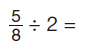 5/8 ÷ 2 =